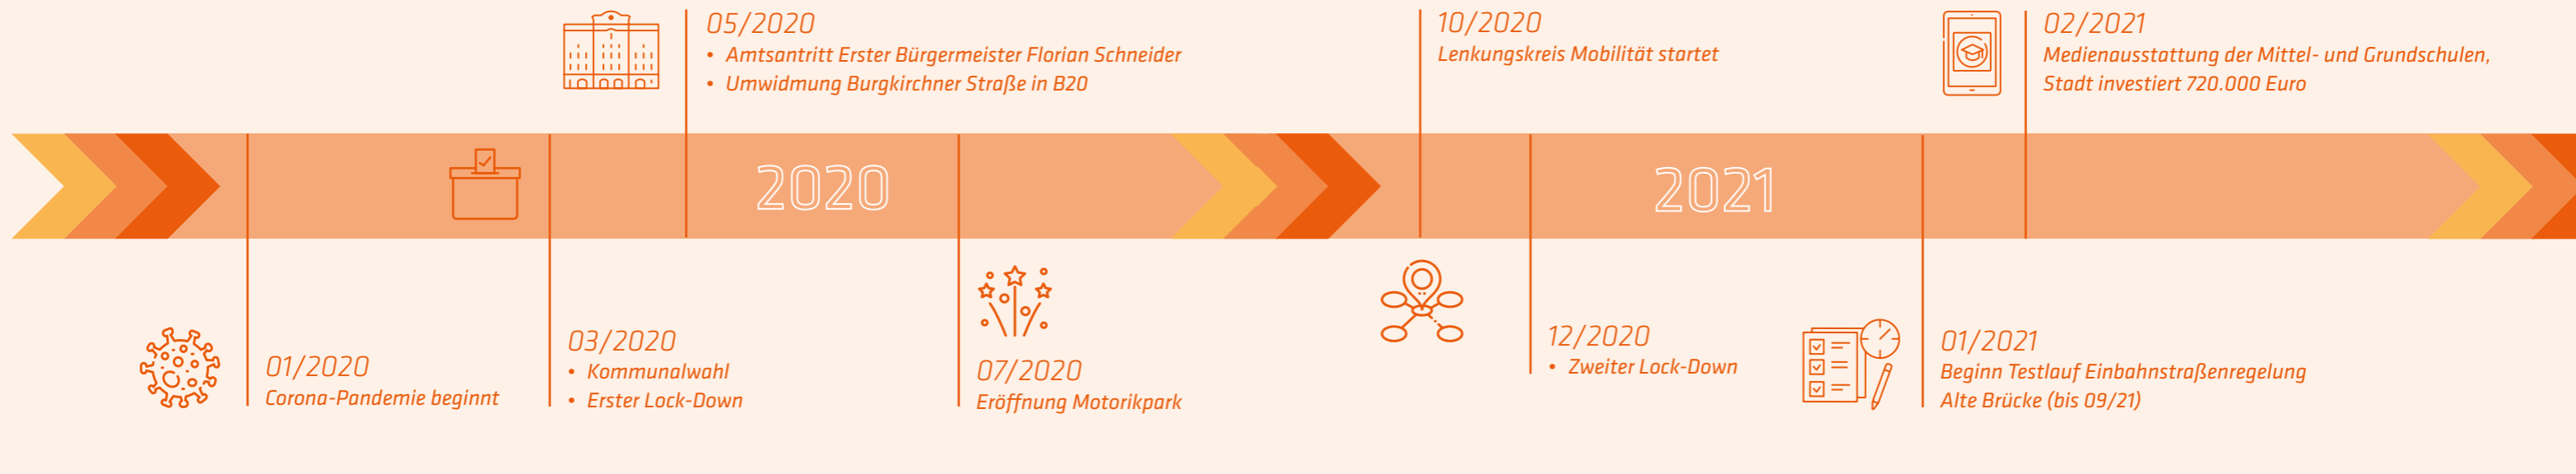 05/2020
• Amtsantritt Erster Bürgermeister Florian Schneider
• Umwidmung Burgkirchner Straße in B20
10/2020
Lenkungskreis Mobilität startet
02/2021
Medienausstattung der Mittel- und Grundschulen,
Stadt investiert 720.000 Euro
2020
2021
01/2020
Corona-Pandemie beginnt
03/2020
• Kommunalwahl
• Erster Lock-Down
07/2020
Eröffnung Motorikpark
12/2020
• Zweiter Lock-Down
01/2021
Beginn Testlauf Einbahnstraßenregelung
Alte Brücke (bis 09/21)